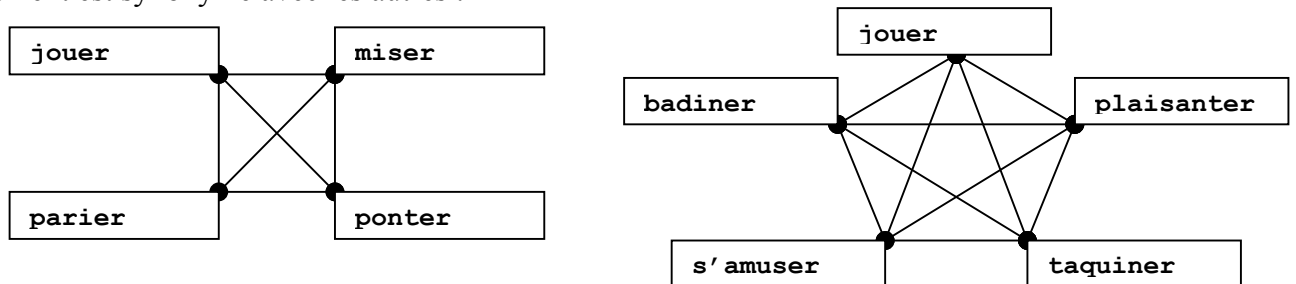 jouer
miser
parier
ponter
jouer
badiner
plaisanter
s’amuser
taquiner